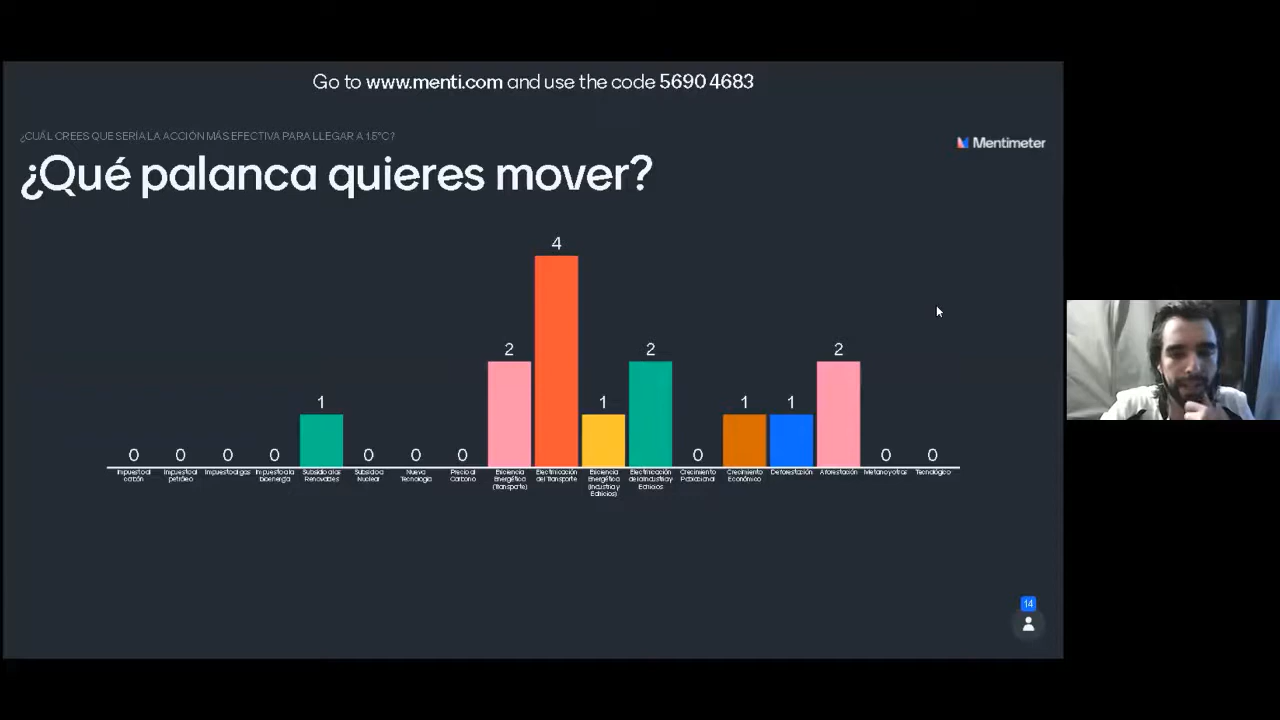 Go to www.menti.com and use the code 5690 4683
¿CUÁL CREES QUE SERÍA LA ACCIÓN MÁS EFECTIVA PARA LLEGAR A 1.5°C?
Mentimeter
¿Qué palanca quieres mover?
4
2
2
2
1
1
1
1
0
0
0
0
0
0
0
0
0
0
Impuesto al
carbón
Impuesto al
petróleo
Impuesto al gas
Impuesto a la
bioenergía
Subsidio a las
Renovables
Subsidio a
Nuclear
Nueva
Tecnología
Precio al
Carbono
Eficiencia
Energética
(Transporte)
Electrificación
del Transporte
Eficiencia
Energética
(Industria y
Edificios)
Electrificación
de la Industria y
Edificios
Crecimiento
Poblacional
Crecimiento
Económico
Deforestación
Aforestación
Metano y otros
Tecnológico
14